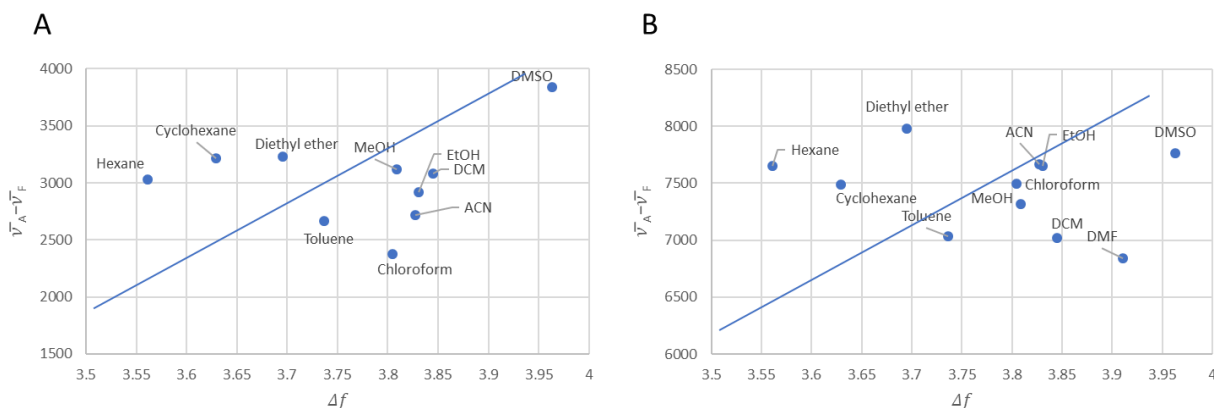 A
4000
3500
3000
2500
2000
1500
3.5
3.55
3.6
3.65
3.7
3.75
3.8
3.85
3.9
3.95
4
Δf
ν̅A–ν̅F
Hexane
Cyclohexane
Diethyl ether
Toluene
MeOH
Chloroform
EtOH
DCM
ACN
DMSO
B
8500
8000
7500
7000
6500
6000
3.5
3.55
3.6
3.65
3.7
3.75
3.8
3.85
3.9
3.95
4
Δf
ν̅A–ν̅F
Hexane
Cyclohexane
Diethyl ether
Toluene
ACN
EtOH
Chloroform
MeOH
DCM
DMF
DMSO